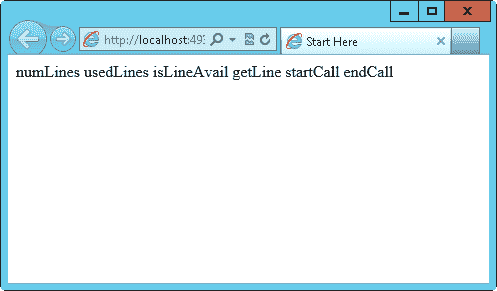 http://localhost:49
Start Here
numLines usedLines isLineAvail getLine startCall endCall